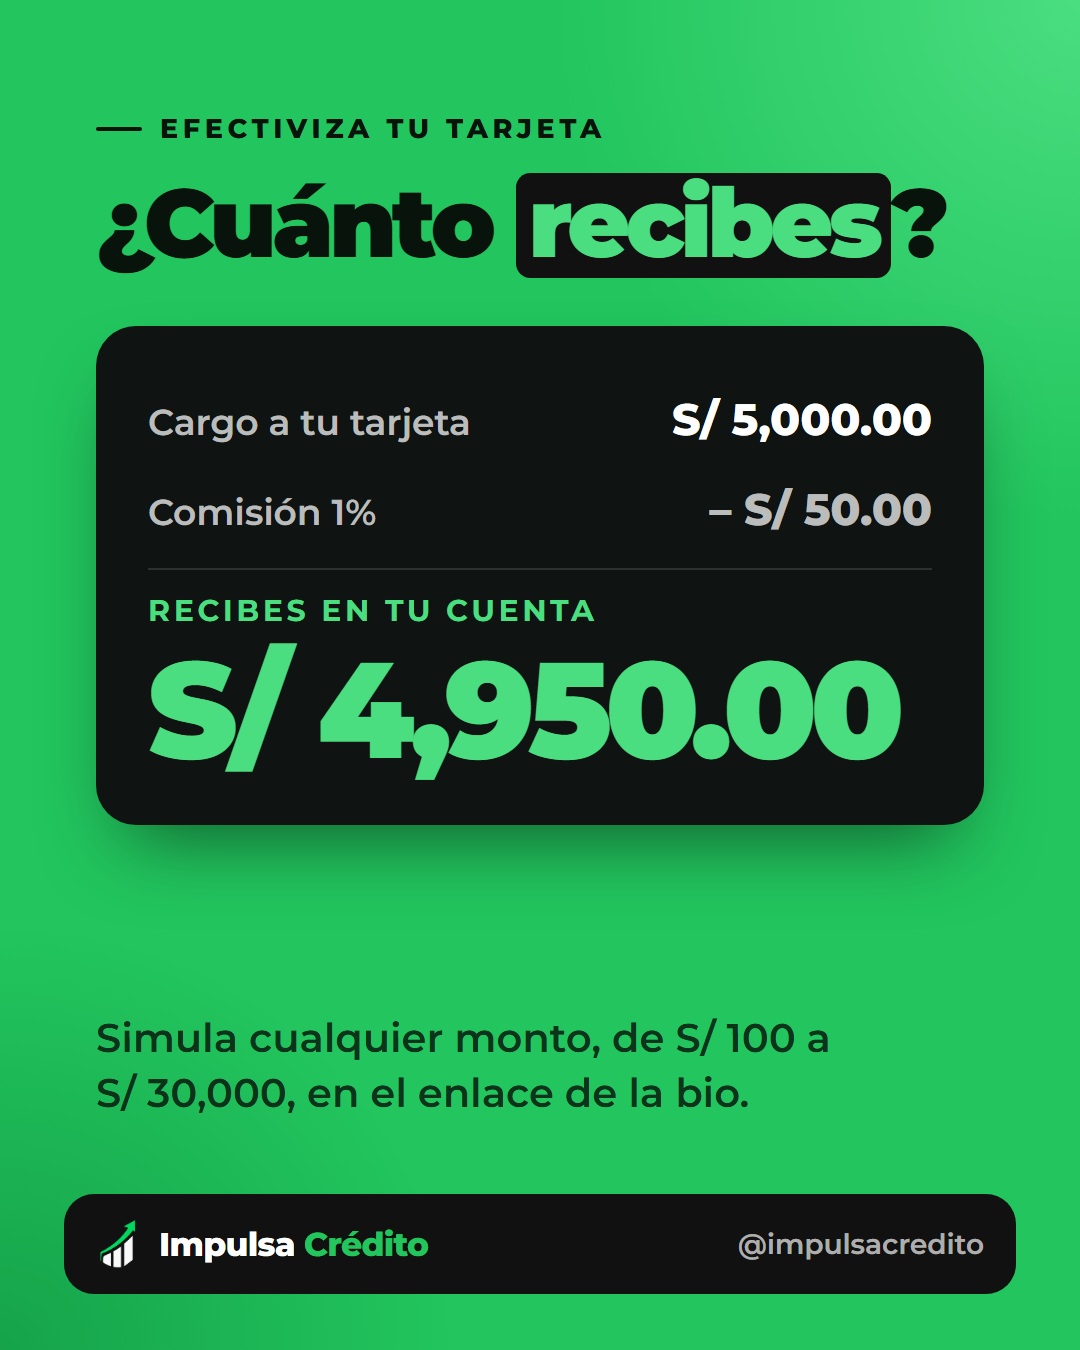 EFECTIVIZA TU TARJETA
¿Cuánto recibes?
Cargo a tu tarjeta S/ 5,000.00
Comisión 1% – S/ 50.00
RECIBES EN TU CUENTA
S/ 4,950.00
Simula cualquier monto, de S/ 100 a
S/ 30,000, en el enlace de la bio.
Impulsa Crédito @impulsacredito